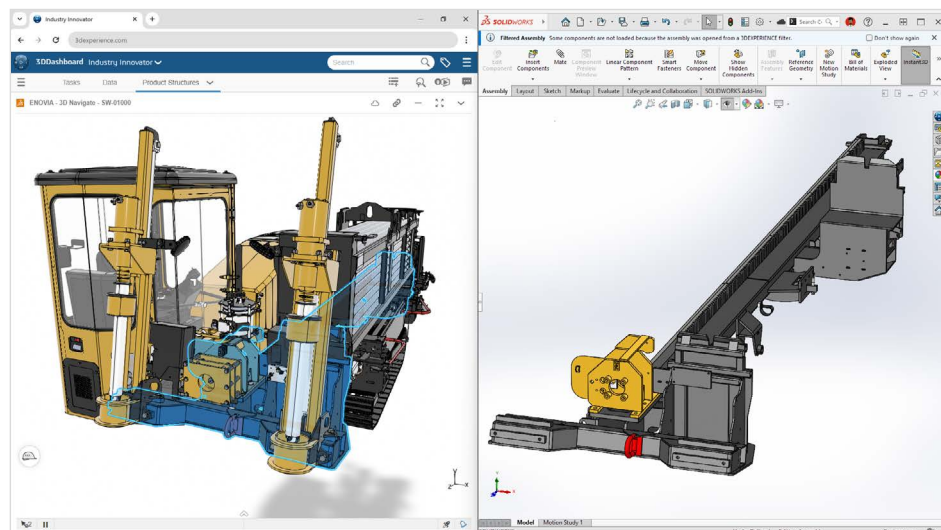 Industry Innovator
3dexperience.com
3DDashboard Industry Innovator
Search
Tasks Data Product Structures
ENOVIA - 3D Navigate - SW-01000
SOLIDWORKS
Search C
Filtered Assembly Some components are not loaded because the assembly was opened from a 3DEXPERIENCE filter.
Don't show again
Edit Component
Insert Components
Mate
Component Preview Window
Linear Component Pattern
Smart Fasteners
Move Component
Show Hidden Components
Assembly Features
Reference Geometry
New Motion Study
Bill of Materials
Exploded View
Instant3D
Assembly Layout Sketch Markup Evaluate Lifecycle and Collaboration SOLIDWORKS Add-Ins
Y
Z X
Model Motion Study 1